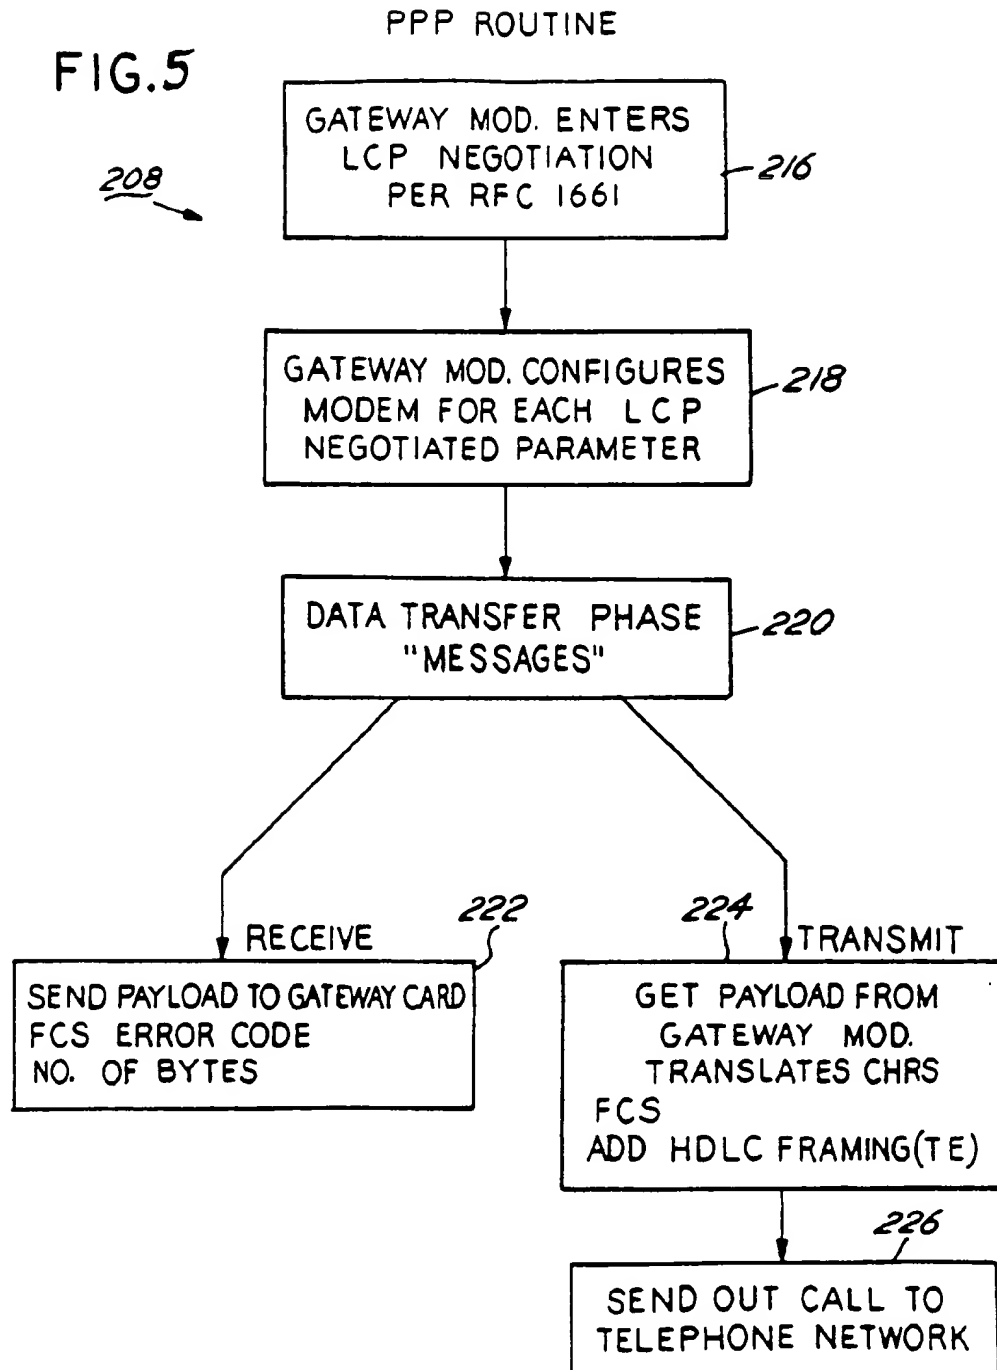 PPP ROUTINE
FIG.5
208
GATEWAY MOD. ENTERS
LCP NEGOTIATION
PER RFC 1661
216
GATEWAY MOD. CONFIGURES
MODEM FOR EACH LCP
NEGOTIATED PARAMETER
218
DATA TRANSFER PHASE
"MESSAGES"
220
RECEIVE
222
SEND PAYLOAD TO GATEWAY CARD
FCS ERROR CODE
NO. OF BYTES
224
TRANSMIT
GET PAYLOAD FROM
GATEWAY MOD.
TRANSLATES CHRS
FCS
ADD HDLC FRAMING(TE)
226
SEND OUT CALL TO
TELEPHONE NETWORK